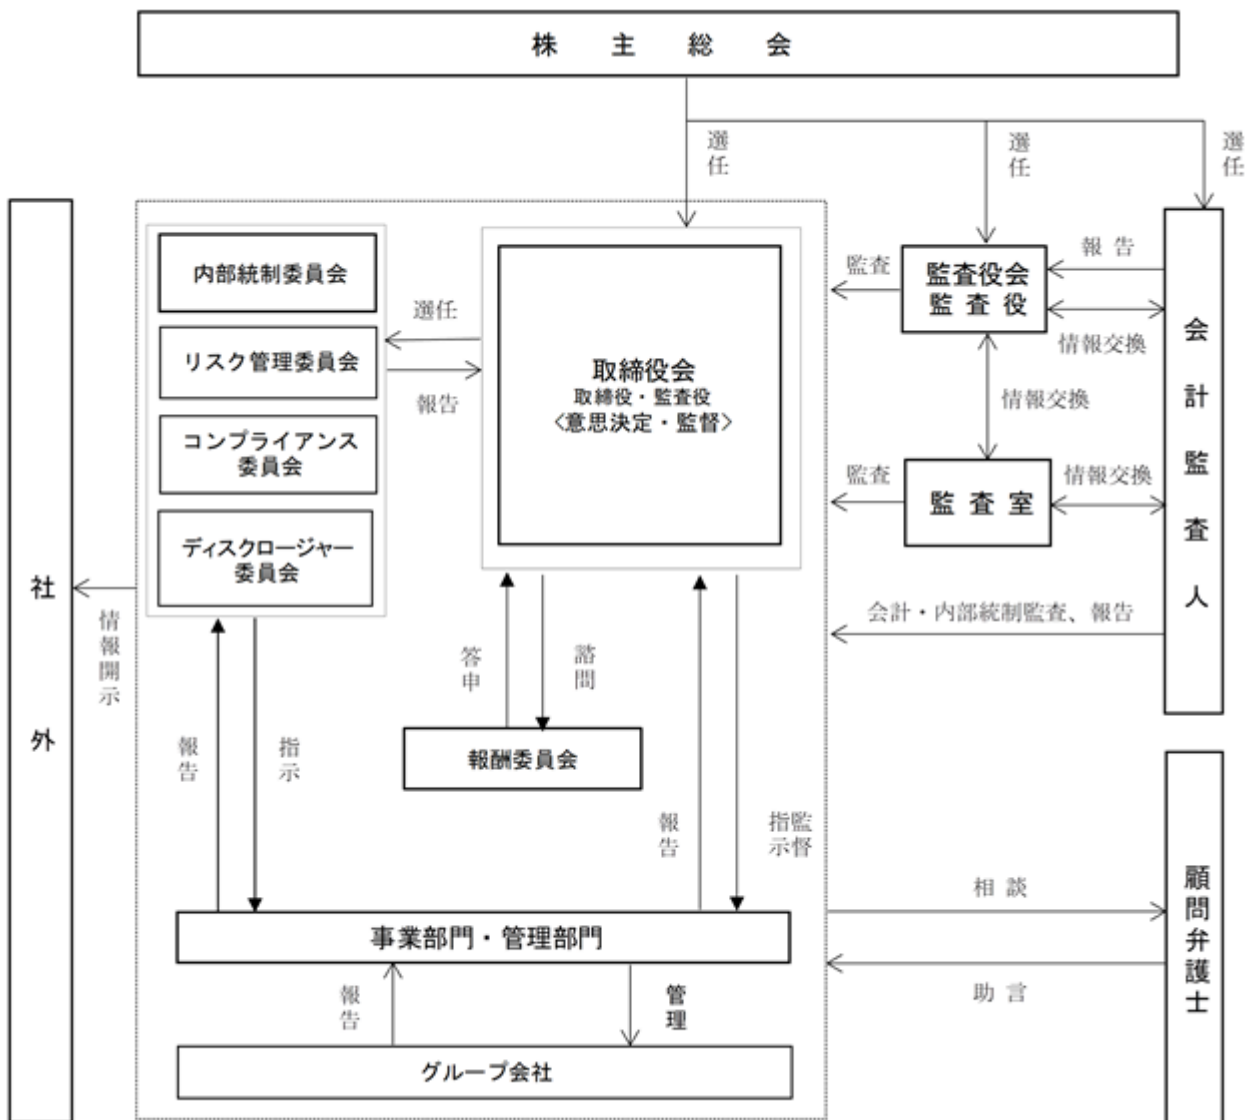 株主総会
選任
選任
選任
内部統制委員会
リスク管理委員会
コンプライアンス
委員会
ディスクロージャー
委員会
選任
報告
取締役会
取締役・監査役
<意思決定・監督>
監査
監査役会
監査役
報告
情報交換
情報交換
監査
監査室
情報交換
会計監査人
会計・内部統制監査、報告
社外
情報開示
答申
諮問
報酬委員会
報告
指示
報告
指示
監督
事業部門・管理部門
報告
管理
グループ会社
相談
助言
顧問弁護士